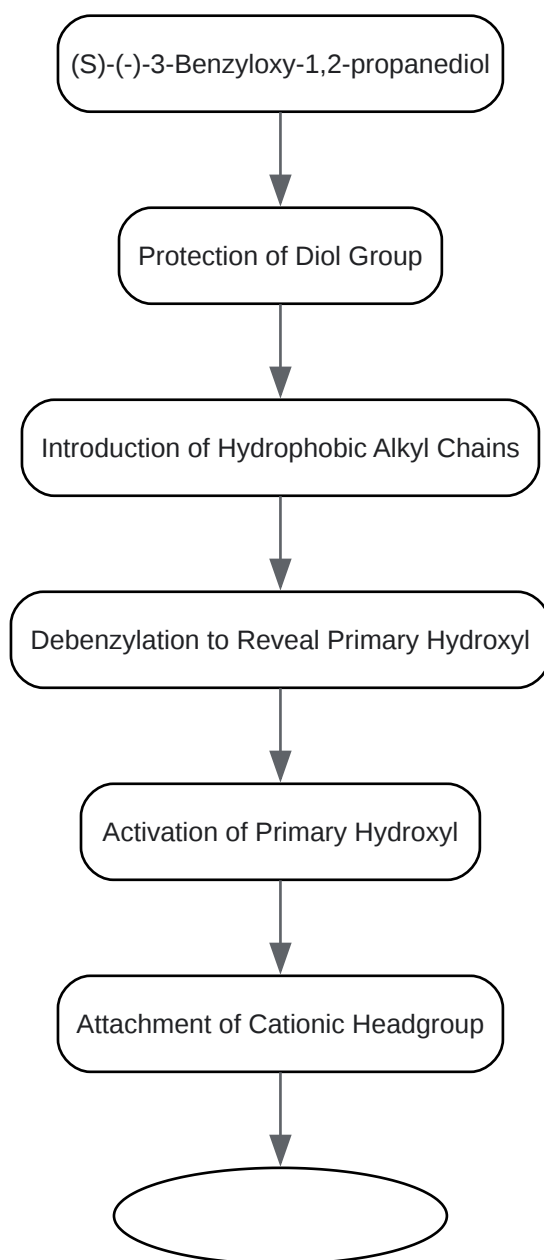 (S)-(-)-3-Benzyloxy-1,2-propanediol
Protection of Diol Group
Introduction of Hydrophobic Alkyl Chains
Debenzylation to Reveal Primary Hydroxyl
Activation of Primary Hydroxyl
Attachment of Cationic Headgroup